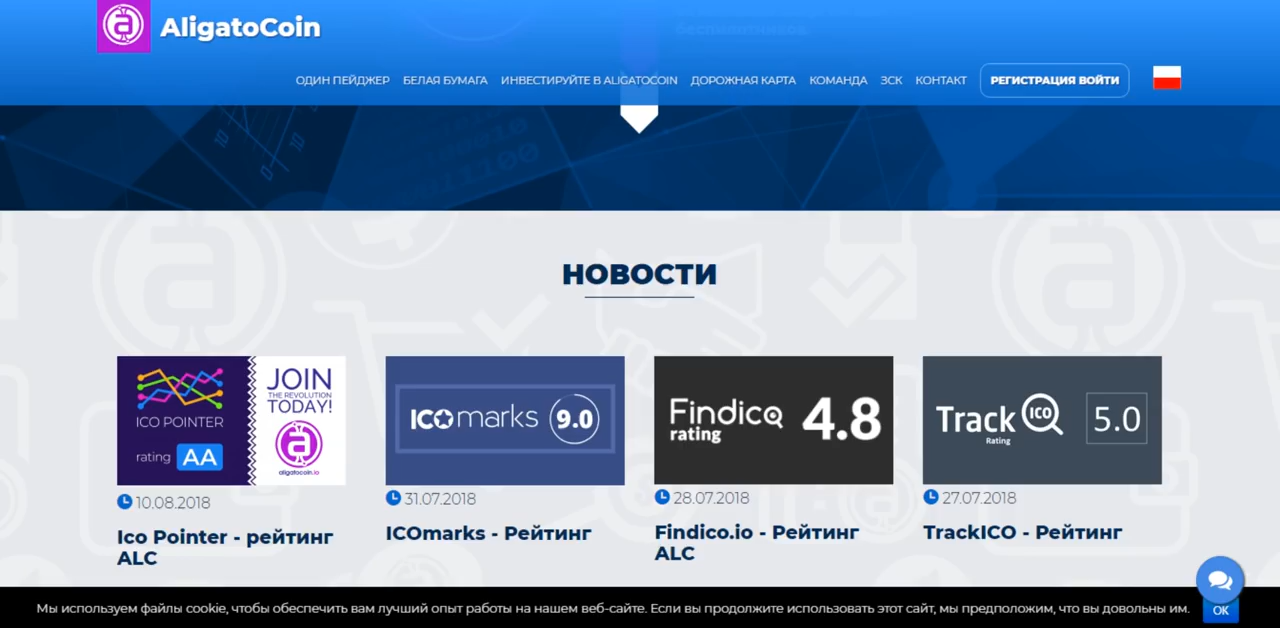 AligatoCoin
беспилотников.
ОДИН ПЕЙДЖЕР БЕЛАЯ БУМАГА ИНВЕСТИРУЙТЕ В ALIGATOCOIN ДОРОЖНАЯ КАРТА КОМАНДА ЗСК КОНТАКТ РЕГИСТРАЦИЯ ВОЙТИ
НОВОСТИ
ICO POINTER
rating AA
JOIN
THE REVOLUTION
TODAY!
aligatocoin.io
ICOmarks 9.0
Findico
rating
4.8
Track ICO
Rating
5.0
10.08.2018
31.07.2018
28.07.2018
27.07.2018
Ico Pointer - рейтинг
ALC
ICOmarks - Рейтинг
Findico.io - Рейтинг
ALC
TrackICO - Рейтинг
Мы используем файлы cookie, чтобы обеспечить вам лучший опыт работы на нашем веб-сайте. Если вы продолжите использовать этот сайт, мы предположим, что вы довольны им.
OK